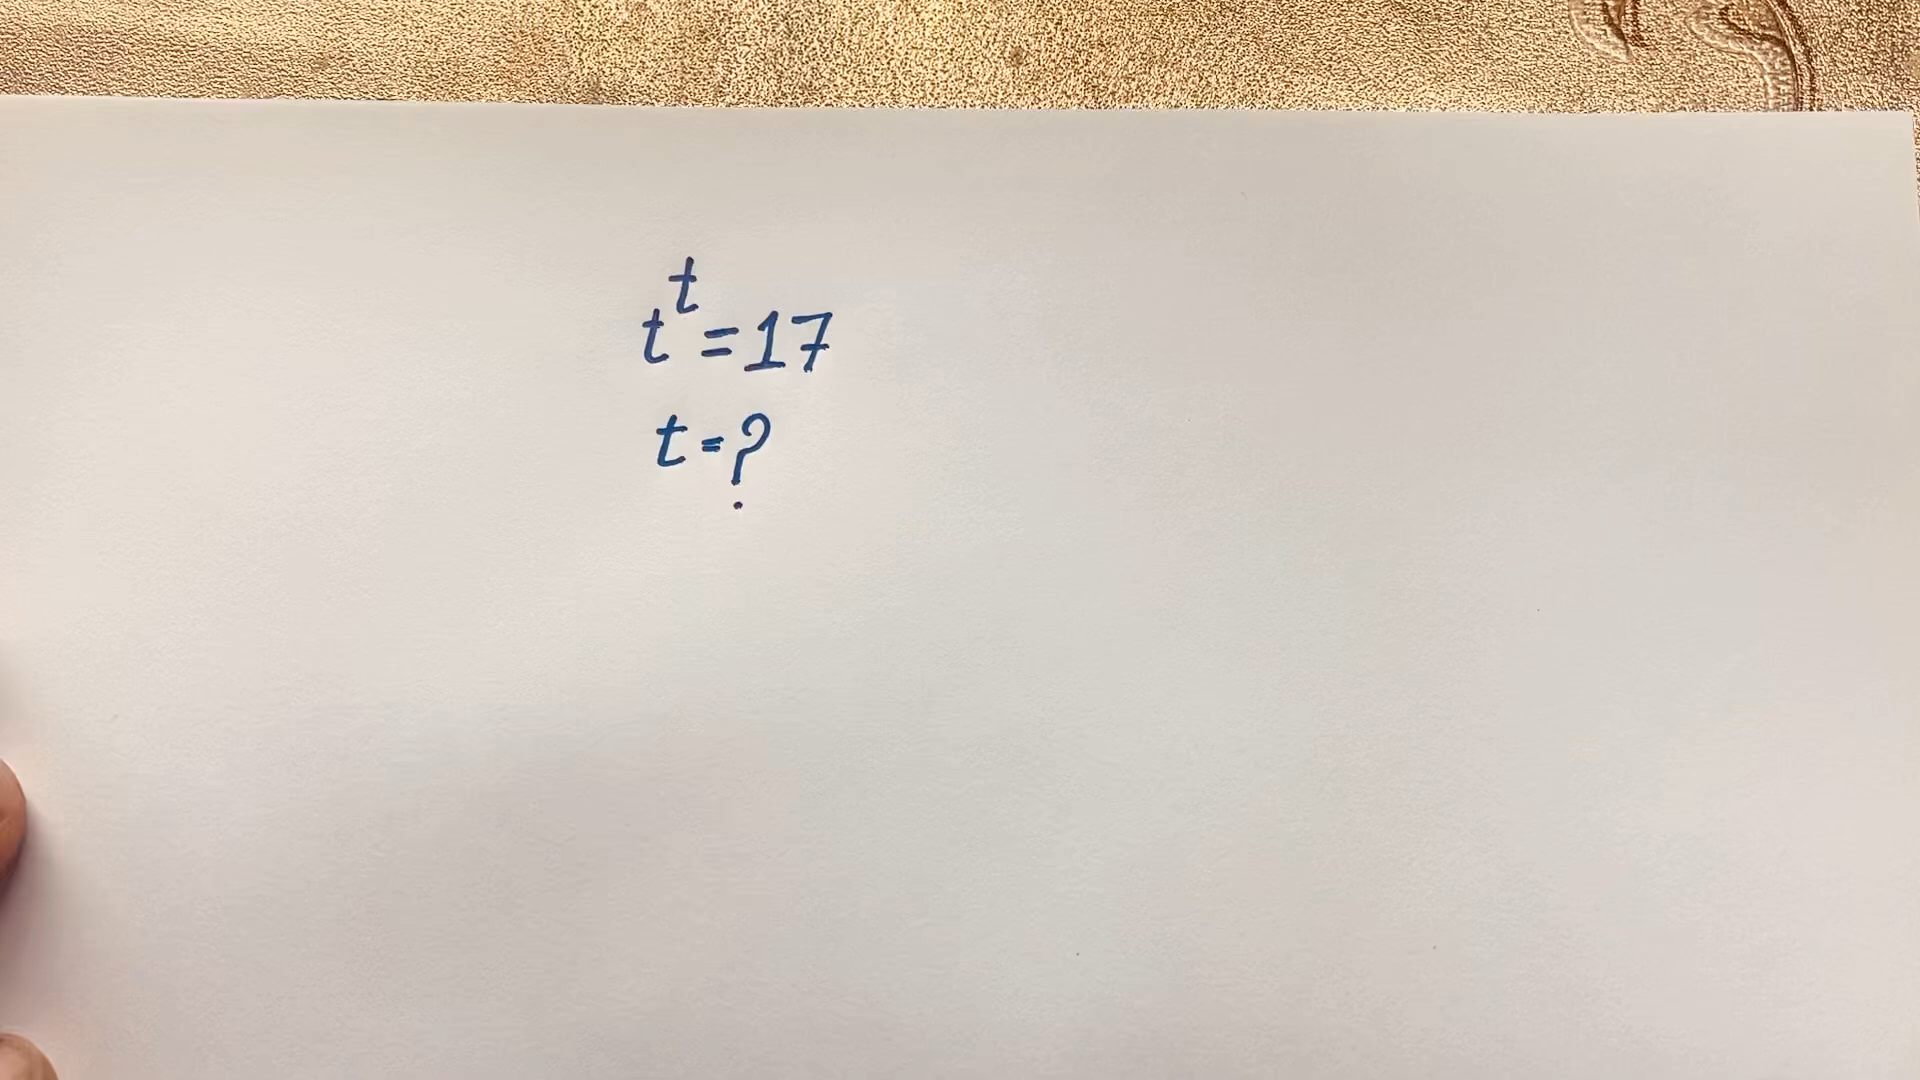 t^t = 17
t = ?